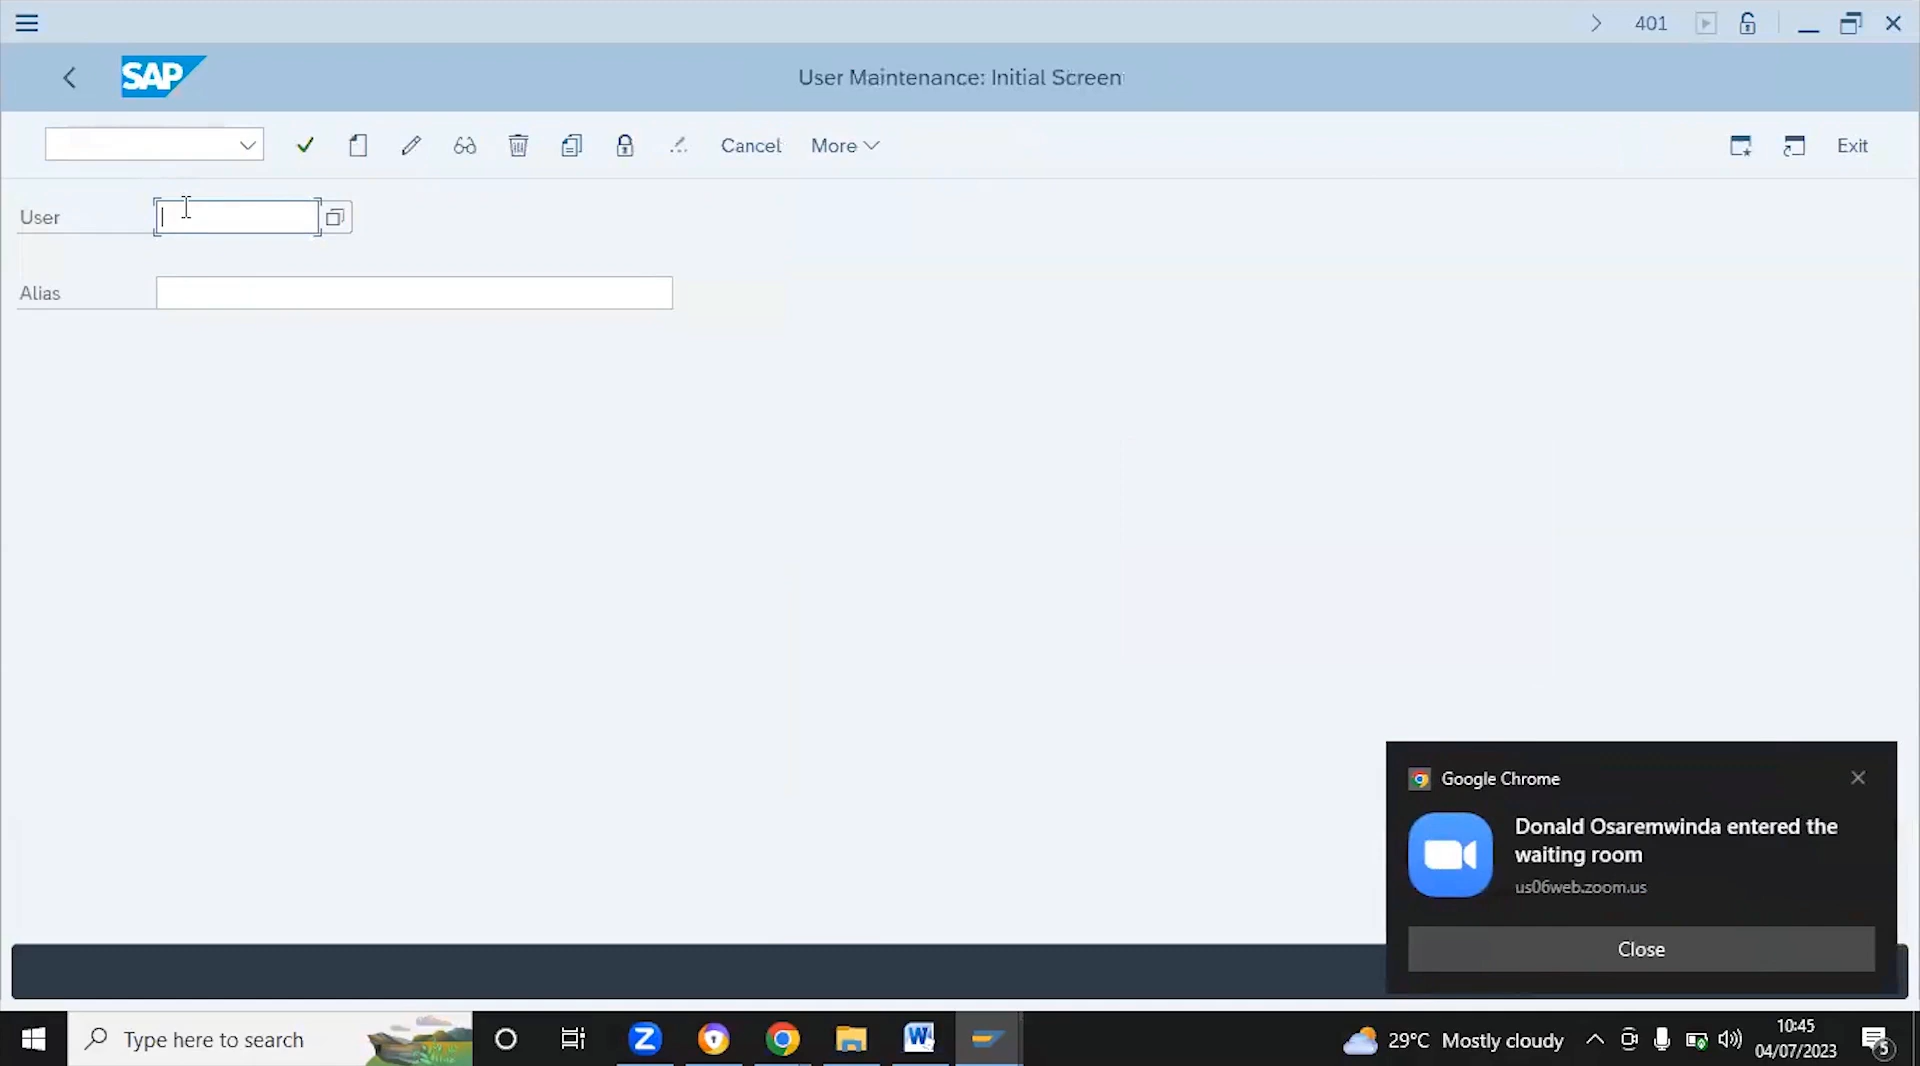 401
SAP
User Maintenance: Initial Screen
Cancel
More
Exit
User
Alias
Google Chrome
Donald Osaremwinda entered the
waiting room
us06web.zoom.us
Close
Type here to search
Z
W
29°C Mostly cloudy
10:45
04/07/2023
5